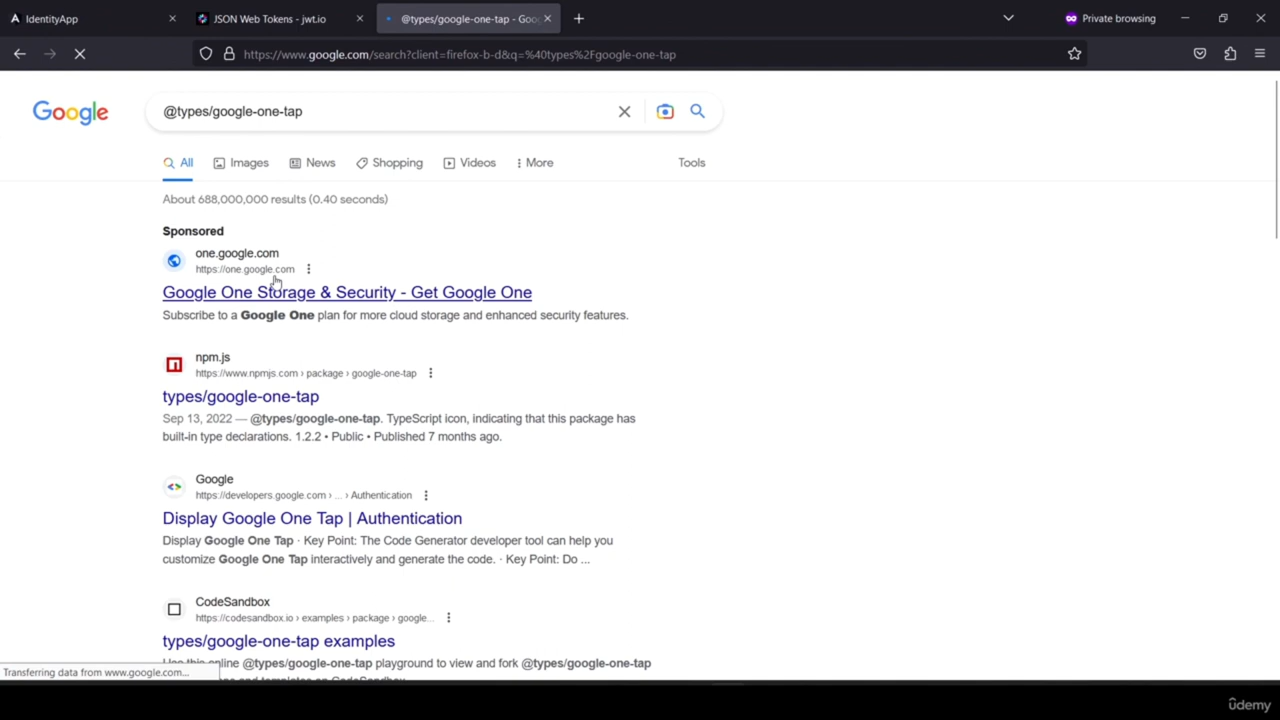 IdentityApp
JSON Web Tokens - jwt.io
@types/google-one-tap - Goo
Private browsing
https://www.google.com/search?client=firefox-b-d&q=%40types%2Fgoogle-one-tap
Google
@types/google-one-tap
All
Images
News
Shopping
Videos
More
Tools
About 688,000,000 results (0.40 seconds)
Sponsored
one.google.com
https://one.google.com
Google One Storage & Security - Get Google One
Subscribe to a Google One plan for more cloud storage and enhanced security features.
npm.js
https://www.npmjs.com › package › google-one-tap
types/google-one-tap
Sep 13, 2022 — @types/google-one-tap. TypeScript icon, indicating that this package has
built-in type declarations. 1.2.2 • Public • Published 7 months ago.
Google
https://developers.google.com › ... › Authentication
Display Google One Tap | Authentication
Display Google One Tap · Key Point: The Code Generator developer tool can help you
customize Google One Tap interactively and generate the code. · Key Point: Do ...
CodeSandbox
https://codesandbox.io › examples › package › google...
types/google-one-tap examples
Use this online @types/google-one-tap playground to view and fork @types/google-one-tap
and templates on CodeSandbox.
Transferring data from www.google.com...
udemy